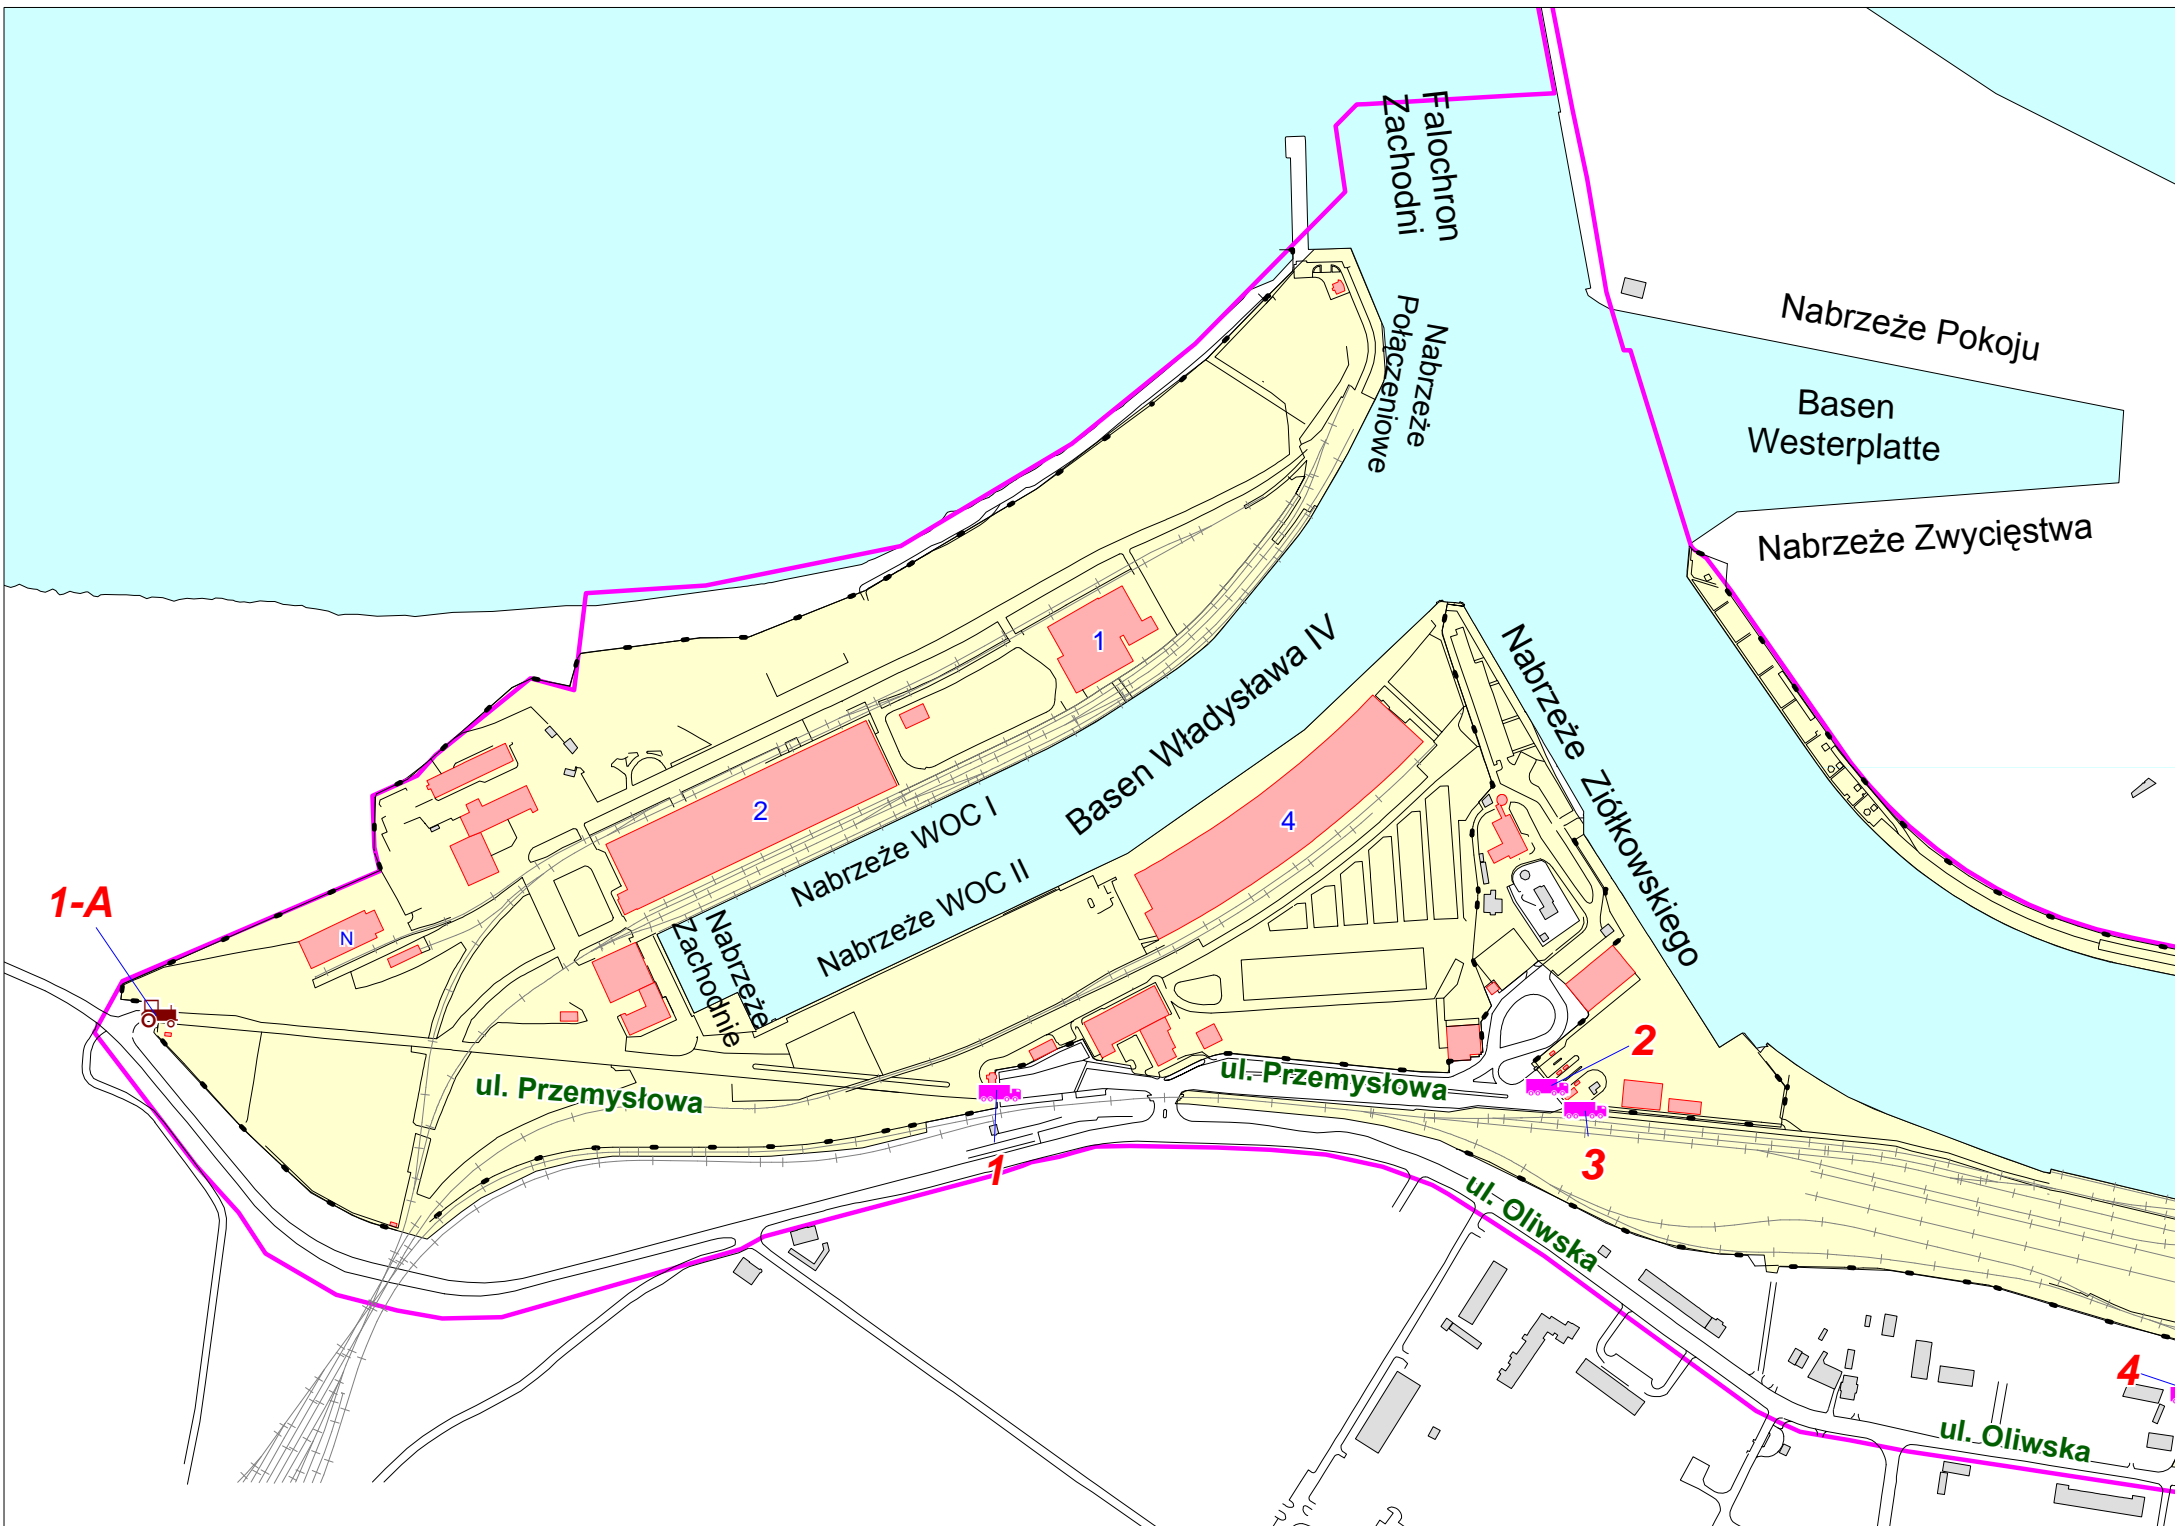 Falochron
Zachodni
Nabrzeże
Połączeniowe
Nabrzeże Pokoju
Basen
Westerplatte
Nabrzeże Zwycięstwa
1
Basen Władysława IV
Nabrzeże Ziółkowskiego
2
4
Nabrzeże WOC I
Nabrzeże WOC II
1-A
N
Nabrzeże
Zachodnie
ul. Przemysłowa
ul. Przemysłowa
2
1
3
ul. Oliwska
4
ul. Oliwska